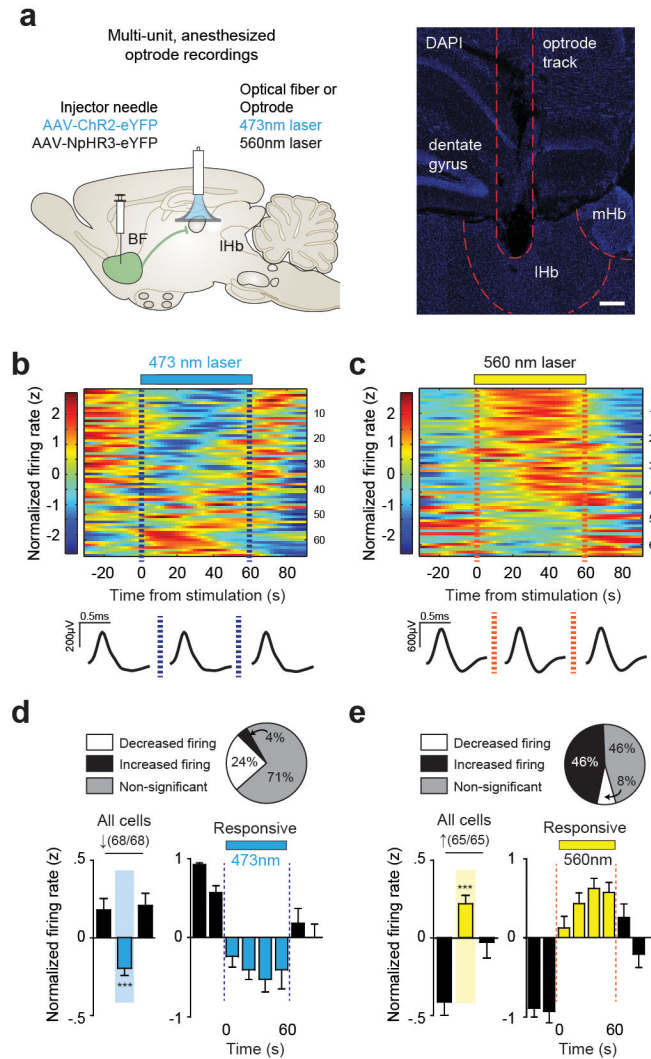 a
Multi-unit, anesthesized
optrode recordings
Injector needle
AAV-ChR2-eYFP
AAV-NpHR3-eYFP
Optical fiber or
Optrode
473nm laser
560nm laser
BF
lHb
DAPI
optrode
track
dentate
gyrus
mHb
lHb
b
473 nm laser
Normalized firing rate (z)
2
1
0
-1
-2
10
20
30
40
50
60
-20 0 20 40 60 80
Time from stimulation (s)
0.5ms
200μV
c
560 nm laser
Normalized firing rate (z)
2
1
0
-1
-2
10
20
30
40
50
6
-20 0 20 40 60 80
Time from stimulation (s)
0.5ms
600μV
d
Decreased firing
Increased firing
Non-significant
4%
24%
71%
All cells
↓(68/68)
Responsive
473nm
Normalized firing rate (z)
.5
0
-.5
***
1
0
-1
0 60
Time (s)
e
Decreased firing
Increased firing
Non-significant
46%
46%
8%
All cells
↑(65/65)
Responsive
560nm
Normalized firing rate (z)
.5
0
-.5
***
1
0
-1
0 60
Time (s)